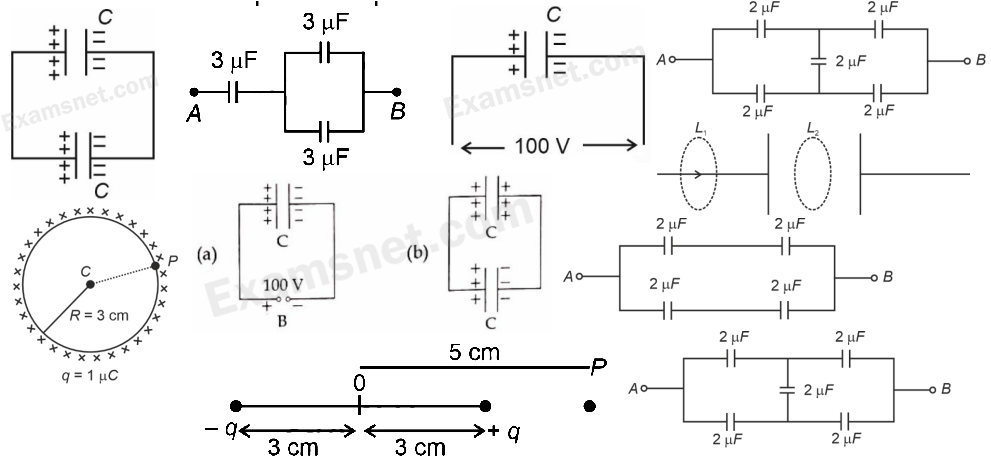 C
C
Examsnet.com
3 μF
3 μF
A
B
3 μF
C
Examsnet.com
100 V
2 μF
2 μF
A
2 μF
B
2 μF
2 μF
L₁
L₂
C
P
R = 3 cm
q = 1 μC
(a)
C
100 V
+ −
B
(b)
C
C
Examsnet.com
2 μF
2 μF
A
B
2 μF
2 μF
5 cm
0
P
− q
+ q
3 cm
3 cm
2 μF
2 μF
A
2 μF
B
2 μF
2 μF